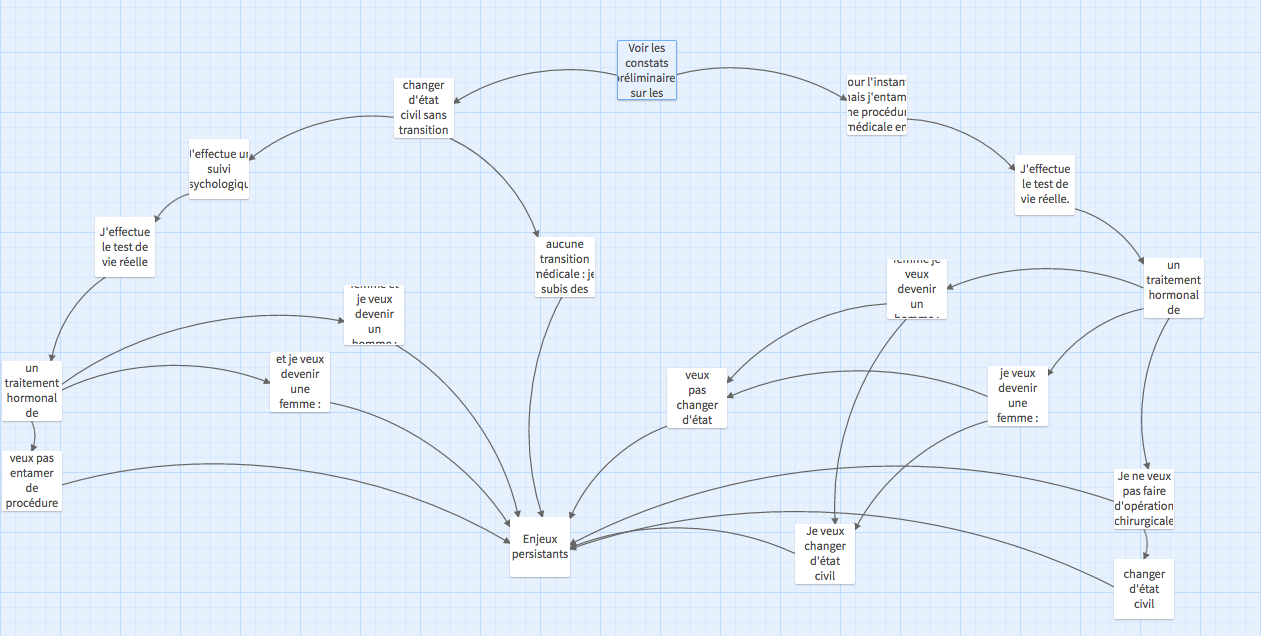 Voir les
constats
préliminaire
sur les
changer
d'état
civil sans
transition
our l'instan
mais j'entam
ne procédu
médicale en
J'effectue un
suivi
sychologiqu
J'effectue
le test de
vie réelle.
J'effectue
le test de
vie réelle
aucune
transition
médicale : je
subis des
femme je
veux
devenir
un
homme :
un
traitement
hormonal
de
femme et
je veux
devenir
un
homme :
et je veux
devenir
une
femme :
un
traitement
hormonal
de
veux
pas
changer
d'état
je veux
devenir
une
femme :
veux pas
entamer
de
procédure
Je ne veux
pas faire
d'opération
chirurgicale
Enjeux
persistants
Je veux
changer
d'état
civil
changer
d'état
civil